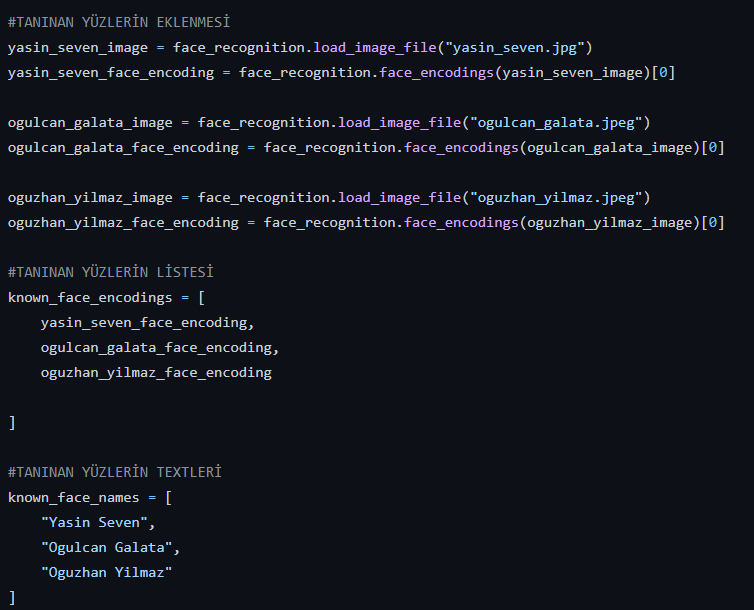 #TANINAN YÜZLERİN EKLENMESİ
yasin_seven_image = face_recognition.load_image_file("yasin_seven.jpg")
yasin_seven_face_encoding = face_recognition.face_encodings(yasin_seven_image)[0]

ogulcan_galata_image = face_recognition.load_image_file("ogulcan_galata.jpeg")
ogulcan_galata_face_encoding = face_recognition.face_encodings(ogulcan_galata_image)[0]

oguzhan_yilmaz_image = face_recognition.load_image_file("oguzhan_yilmaz.jpeg")
oguzhan_yilmaz_face_encoding = face_recognition.face_encodings(oguzhan_yilmaz_image)[0]

#TANINAN YÜZLERİN LİSTESİ
known_face_encodings = [
    yasin_seven_face_encoding,
    ogulcan_galata_face_encoding,
    oguzhan_yilmaz_face_encoding

]

#TANINAN YÜZLERİN TEXTLERİ
known_face_names = [
    "Yasin Seven",
    "Ogulcan Galata",
    "Oguzhan Yilmaz"
]